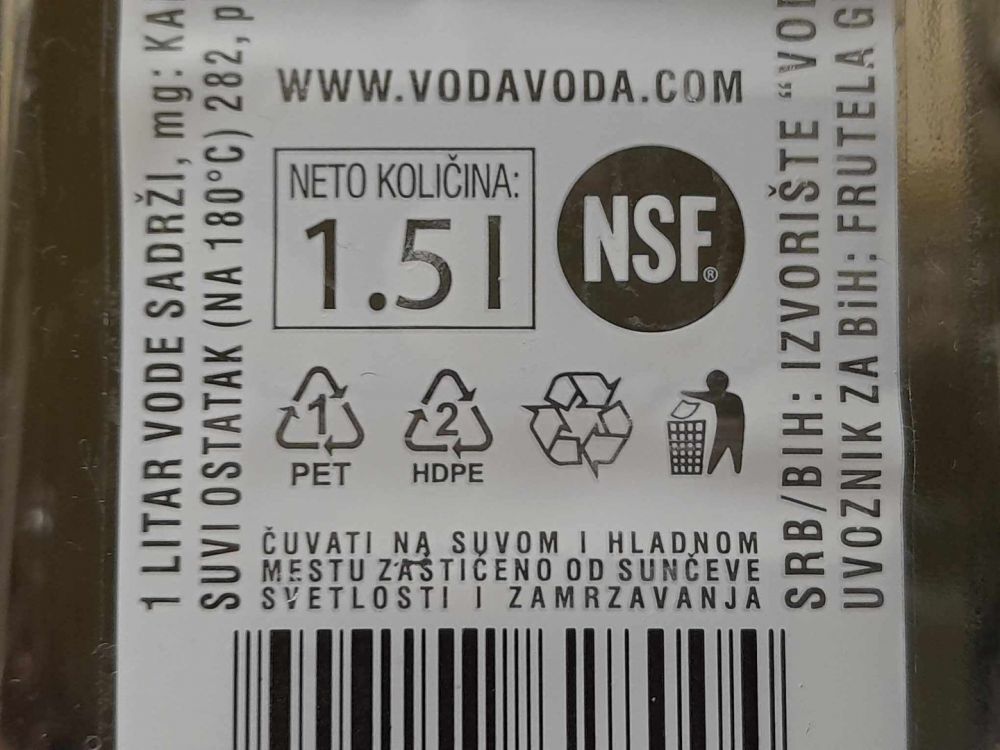 WWW.VODAVODA.COM
NETO KOLIČINA:
1.5 l
NSF®
1
PET
2
HDPE
ČUVATI NA SUVOM I HLADNOM
MESTU ZAŠTIĆENO OD SUNČEVE
SVETLOSTI I ZAMRZAVANJA
1 LITAR VODE SADRŽI, mg:
SUVI OSTATAK (NA 180°C) 282,
SRB/BIH: IZVORIŠTE
UVOZNIK ZA BiH: FRUTELA